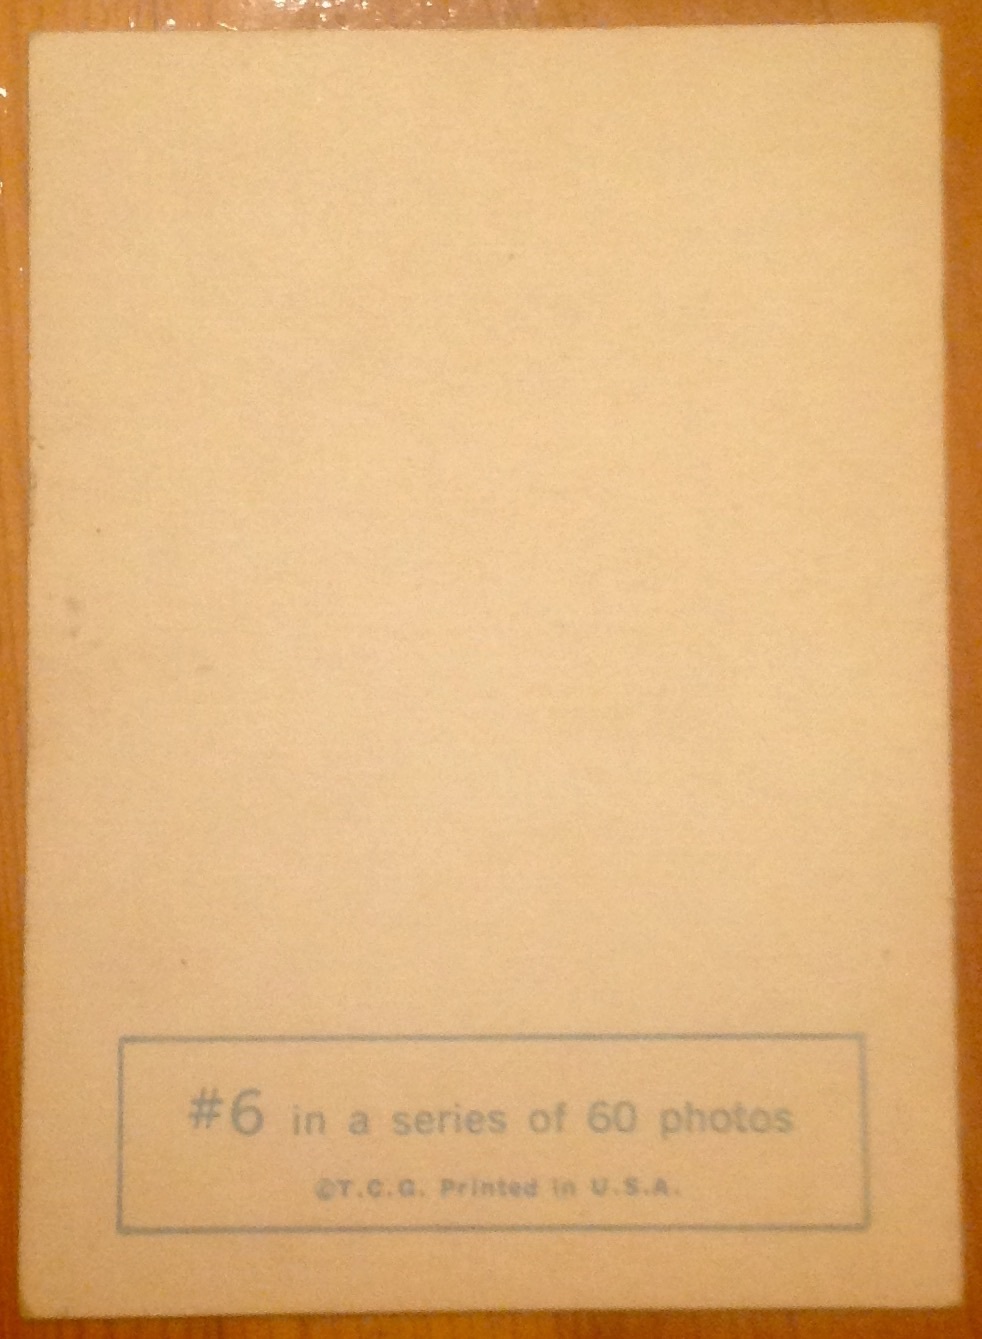 #6 in a series of 60 photos
©T.C.G. Printed in U.S.A.